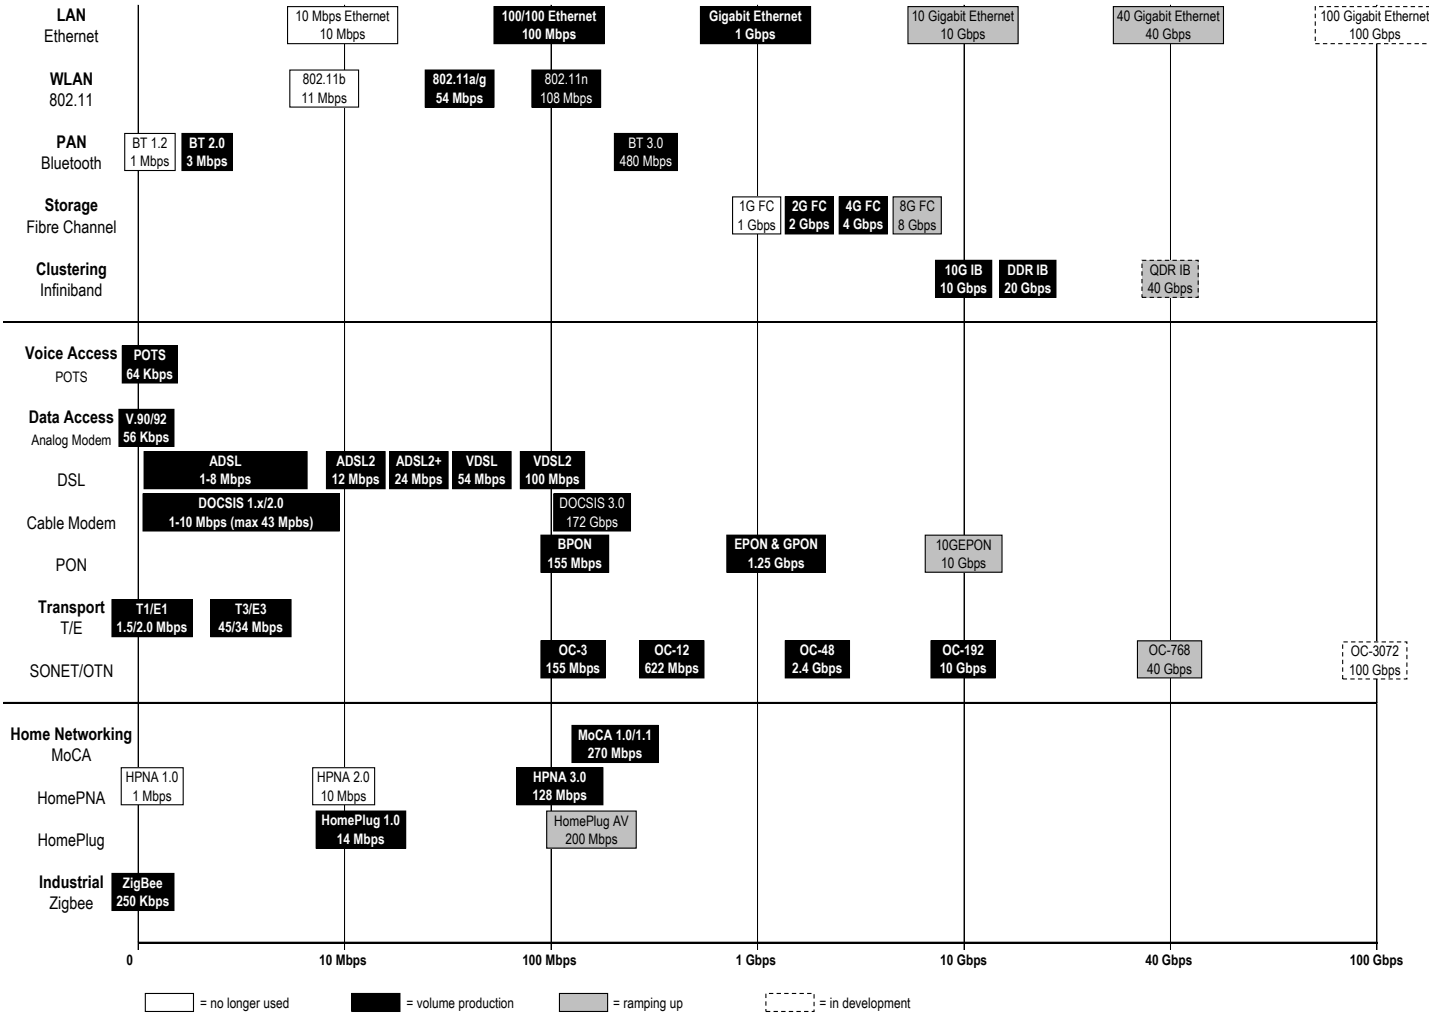 LAN
Ethernet
10 Mbps Ethernet
10 Mbps
100/100 Ethernet
100 Mbps
Gigabit Ethernet
1 Gbps
10 Gigabit Ethernet
10 Gbps
40 Gigabit Ethernet
40 Gbps
100 Gigabit Ethernet
100 Gbps
WLAN
802.11
802.11b
11 Mbps
802.11a/g
54 Mbps
802.11n
108 Mbps
PAN
Bluetooth
BT 1.2
1 Mbps
BT 2.0
3 Mbps
BT 3.0
480 Mbps
Storage
Fibre Channel
1G FC
1 Gbps
2G FC
2 Gbps
4G FC
4 Gbps
8G FC
8 Gbps
Clustering
Infiniband
10G IB
10 Gbps
DDR IB
20 Gbps
QDR IB
40 Gbps
Voice Access
POTS
POTS
64 Kbps
Data Access
Analog Modem
V.90/92
56 Kbps
DSL
ADSL
1-8 Mbps
ADSL2
12 Mbps
ADSL2+
24 Mbps
VDSL
54 Mbps
VDSL2
100 Mbps
Cable Modem
DOCSIS 1.x/2.0
1-10 Mbps (max 43 Mpbs)
DOCSIS 3.0
172 Gbps
PON
BPON
155 Mbps
EPON & GPON
1.25 Gbps
10GEPON
10 Gbps
Transport
T/E
T1/E1
1.5/2.0 Mbps
T3/E3
45/34 Mbps
SONET/OTN
OC-3
155 Mbps
OC-12
622 Mbps
OC-48
2.4 Gbps
OC-192
10 Gbps
OC-768
40 Gbps
OC-3072
100 Gbps
Home Networking
MoCA
MoCA 1.0/1.1
270 Mbps
HomePNA
HPNA 1.0
1 Mbps
HPNA 2.0
10 Mbps
HPNA 3.0
128 Mbps
HomePlug
HomePlug 1.0
14 Mbps
HomePlug AV
200 Mbps
Industrial
Zigbee
ZigBee
250 Kbps
0
10 Mbps
100 Mbps
1 Gbps
10 Gbps
40 Gbps
100 Gbps
= no longer used
= volume production
= ramping up
= in development